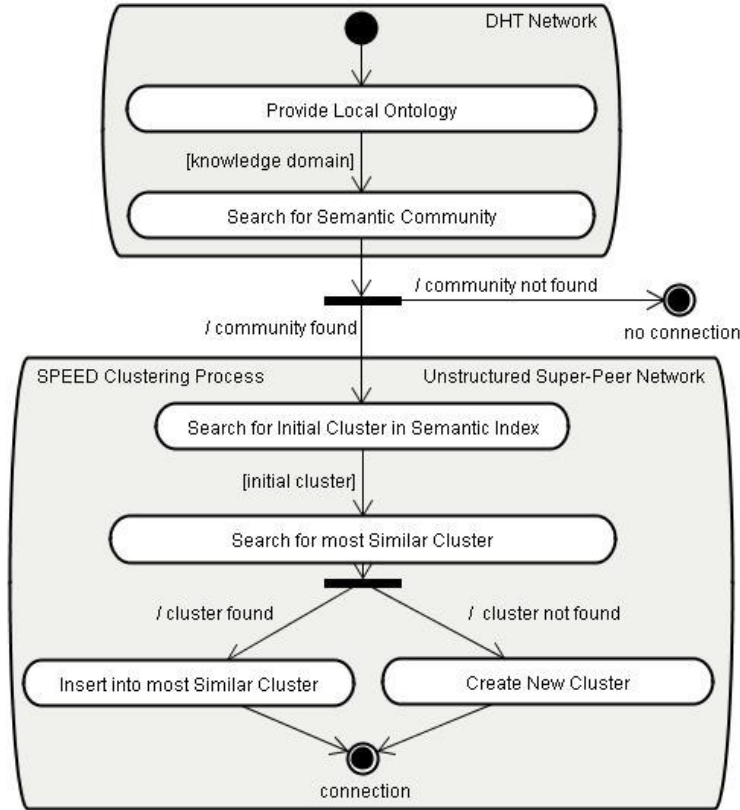 DHT Network
Provide Local Ontology
[knowledge domain]
Search for Semantic Community
/ community not found
/ community found
no connection
SPEED Clustering Process
Unstructured Super-Peer Network
Search for Initial Cluster in Semantic Index
[initial cluster]
Search for most Similar Cluster
/ cluster found
/ cluster not found
Insert into most Similar Cluster
Create New Cluster
connection